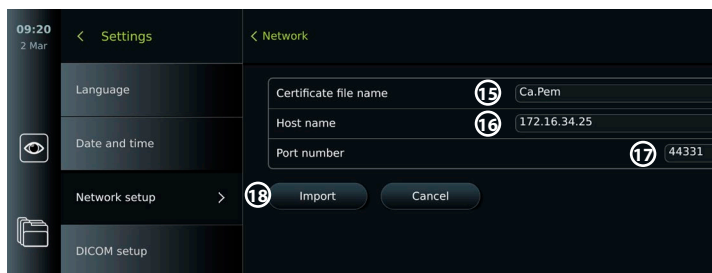 09:20
2 Mar
Settings
Network
Language
Date and time
Network setup
DICOM setup
Certificate file name 15 Ca.Pem
Host name 16 172.16.34.25
Port number 17 44331
18 Import Cancel